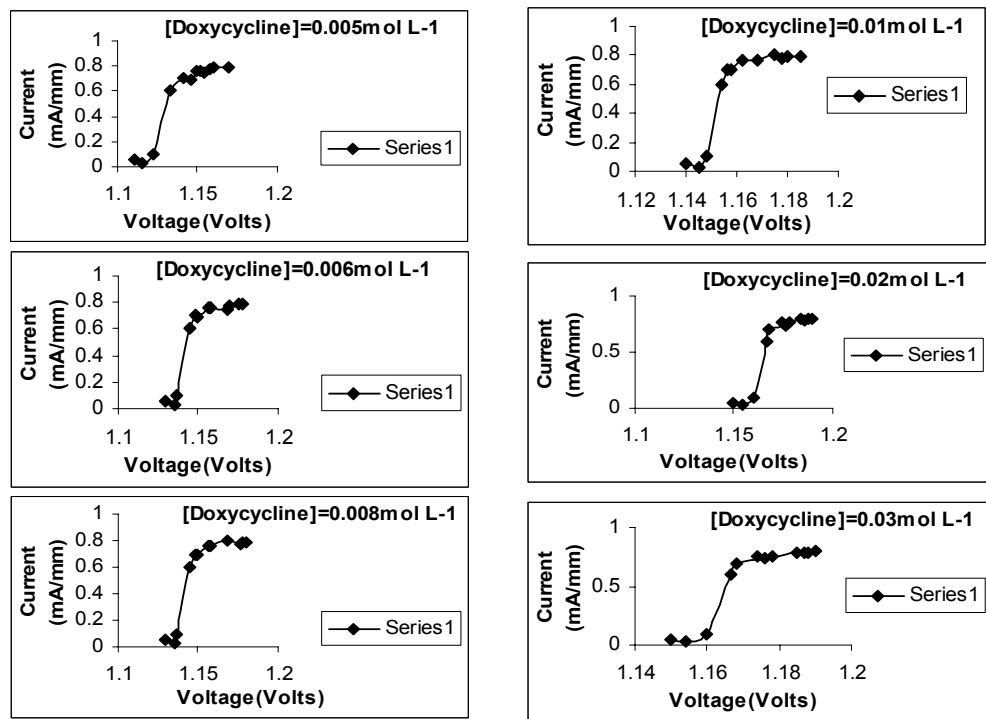 [Doxycycline]=0.005mol L-1
Current
(mA/mm)
1
0.8
0.6
0.4
0.2
0
1.1 1.15 1.2
Voltage(Volts)
Series1
[Doxycycline]=0.01mol L-1
Current
(mA/mm)
1
0.8
0.6
0.4
0.2
0
1.12 1.14 1.16 1.18 1.2
Voltage(Volts)
Series1
[Doxycycline]=0.006mol L-1
Current
(mA/mm)
1
0.8
0.6
0.4
0.2
0
1.1 1.15 1.2
Voltage(Volts)
Series1
[Doxycycline]=0.02mol L-1
Current
(mA/mm)
1
0.5
0
1.1 1.15 1.2
Voltage(Volts)
Series1
[Doxycycline]=0.008mol L-1
Current
(mA/mm)
1
0.8
0.6
0.4
0.2
0
1.1 1.15 1.2
Voltage(Volts)
Series1
[Doxycycline]=0.03mol L-1
Current
(mA/mm)
1
0.5
0
1.14 1.16 1.18 1.2
Voltage(Volts)
Series1